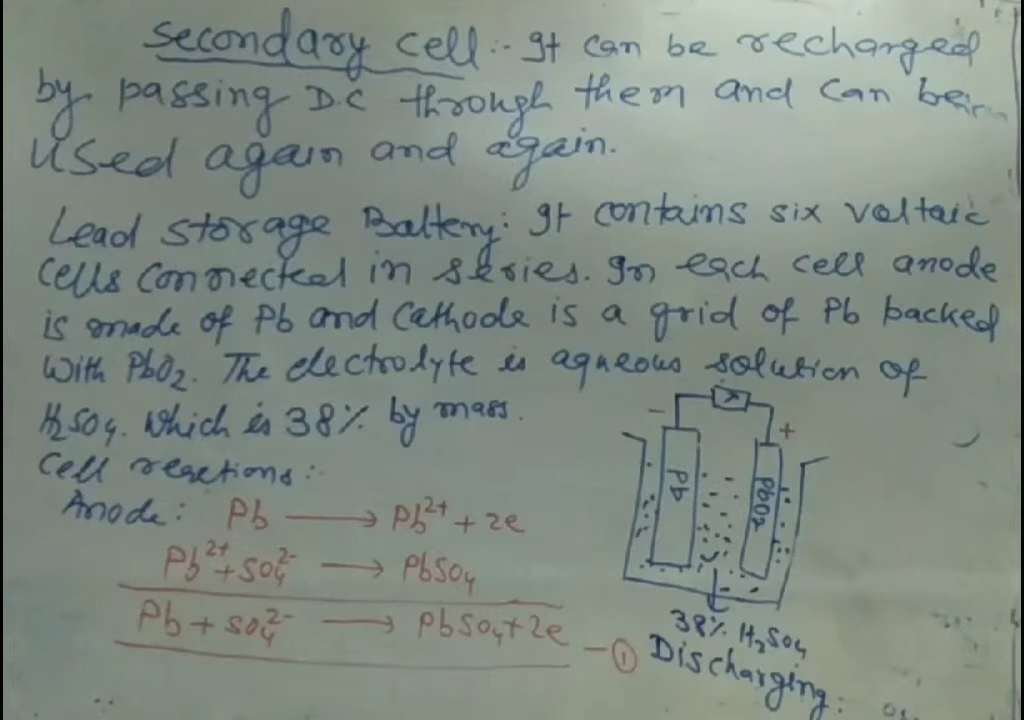 Secondary cell:- It can be recharged
by passing D.C through them and can be
used again and again.
Lead storage Battery: It contains six voltaic
cells connected in series. In each cell anode
is made of Pb and Cathode is a grid of Pb packed
with PbO2. The electrolyte is aqueous solution of
H2SO4. Which is 38% by mass.
Cell reactions:-
Anode: Pb ⟶ Pb²⁺ + 2e
Pb²⁺ + SO4²⁻ ⟶ PbSO4
Pb + SO4²⁻ ⟶ PbSO4 + 2e -①
- +
Pb PbO2
38% H2SO4
Discharging: